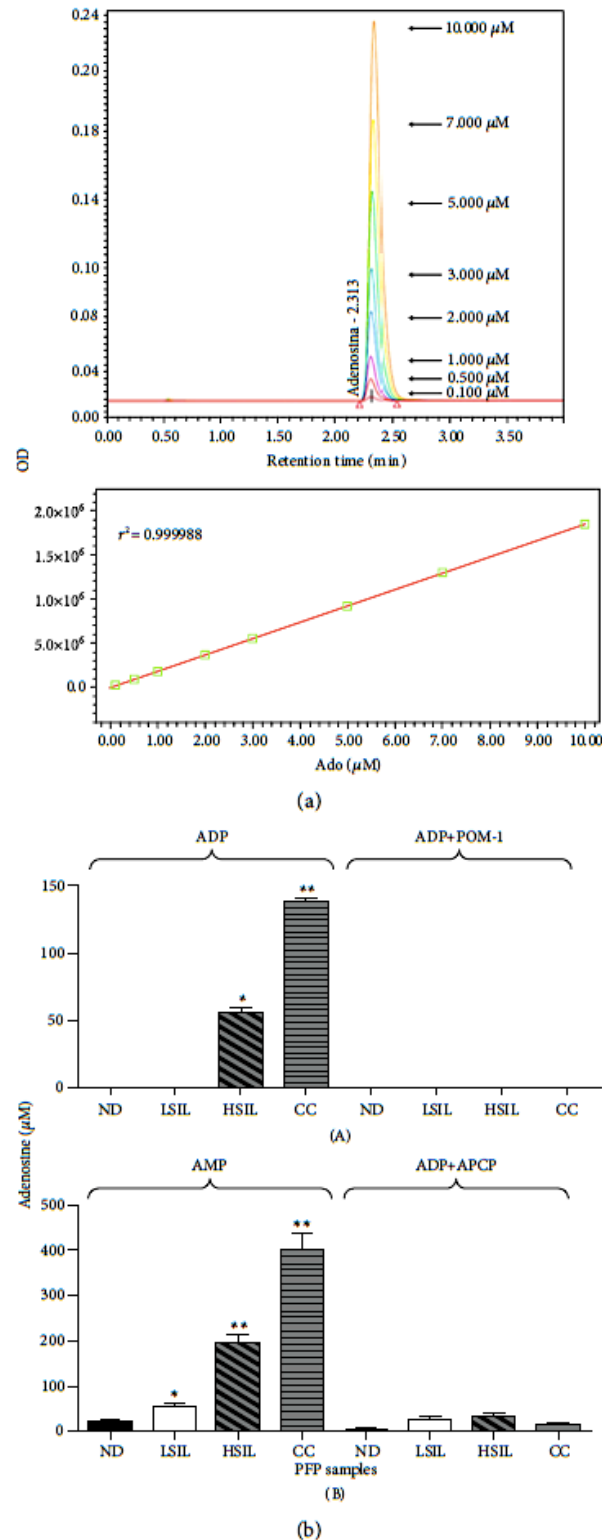 0.24
0.20
0.18
0.14
0.10
0.08
0.04
0.00
10.000 μM
7.000 μM
5.000 μM
3.000 μM
2.000 μM
1.000 μM
0.500 μM
0.100 μM
Adenosina - 2.313
0.00 0.50 1.00 1.50 2.00 2.50 3.00 3.50
Retention time (min)
OD
2.0×10⁶
1.5×10⁶
1.0×10⁶
5.0×10⁶
0.0
r² = 0.999988
0.00 1.00 2.00 3.00 4.00 5.00 6.00 7.00 8.00 9.00 10.00
Ado (μM)
(a)
ADP ADP+POM-1
150
100
50
0
*
**
ND LSIL HSIL CC ND LSIL HSIL CC
(A)
Adenosine (μM)
AMP ADP+APCP
500
400
300
200
100
0
*
**
**
ND LSIL HSIL CC ND LSIL HSIL CC
PFP samples
(B)
(b)